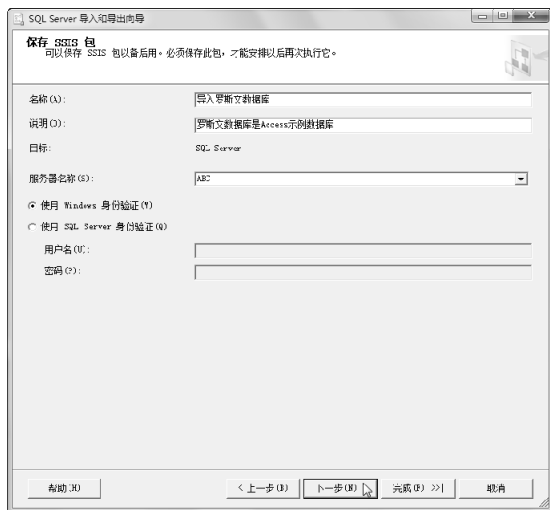 SQL Server 导入和导出向导
保存 SSIS 包
可以保存 SSIS 包以备后用。必须保存此包，才能安排以后再次执行它。
名称(A):
导入罗斯文数据库
说明(D):
罗斯文数据库是Access示例数据库
目标:
SQL Server
服务器名称(S):
ABC
使用 Windows 身份验证(W)
使用 SQL Server 身份验证(Q)
用户名(U):
密码(P):
帮助(H)
< 上一步(B)
下一步(N)
完成(F) >>|
取消